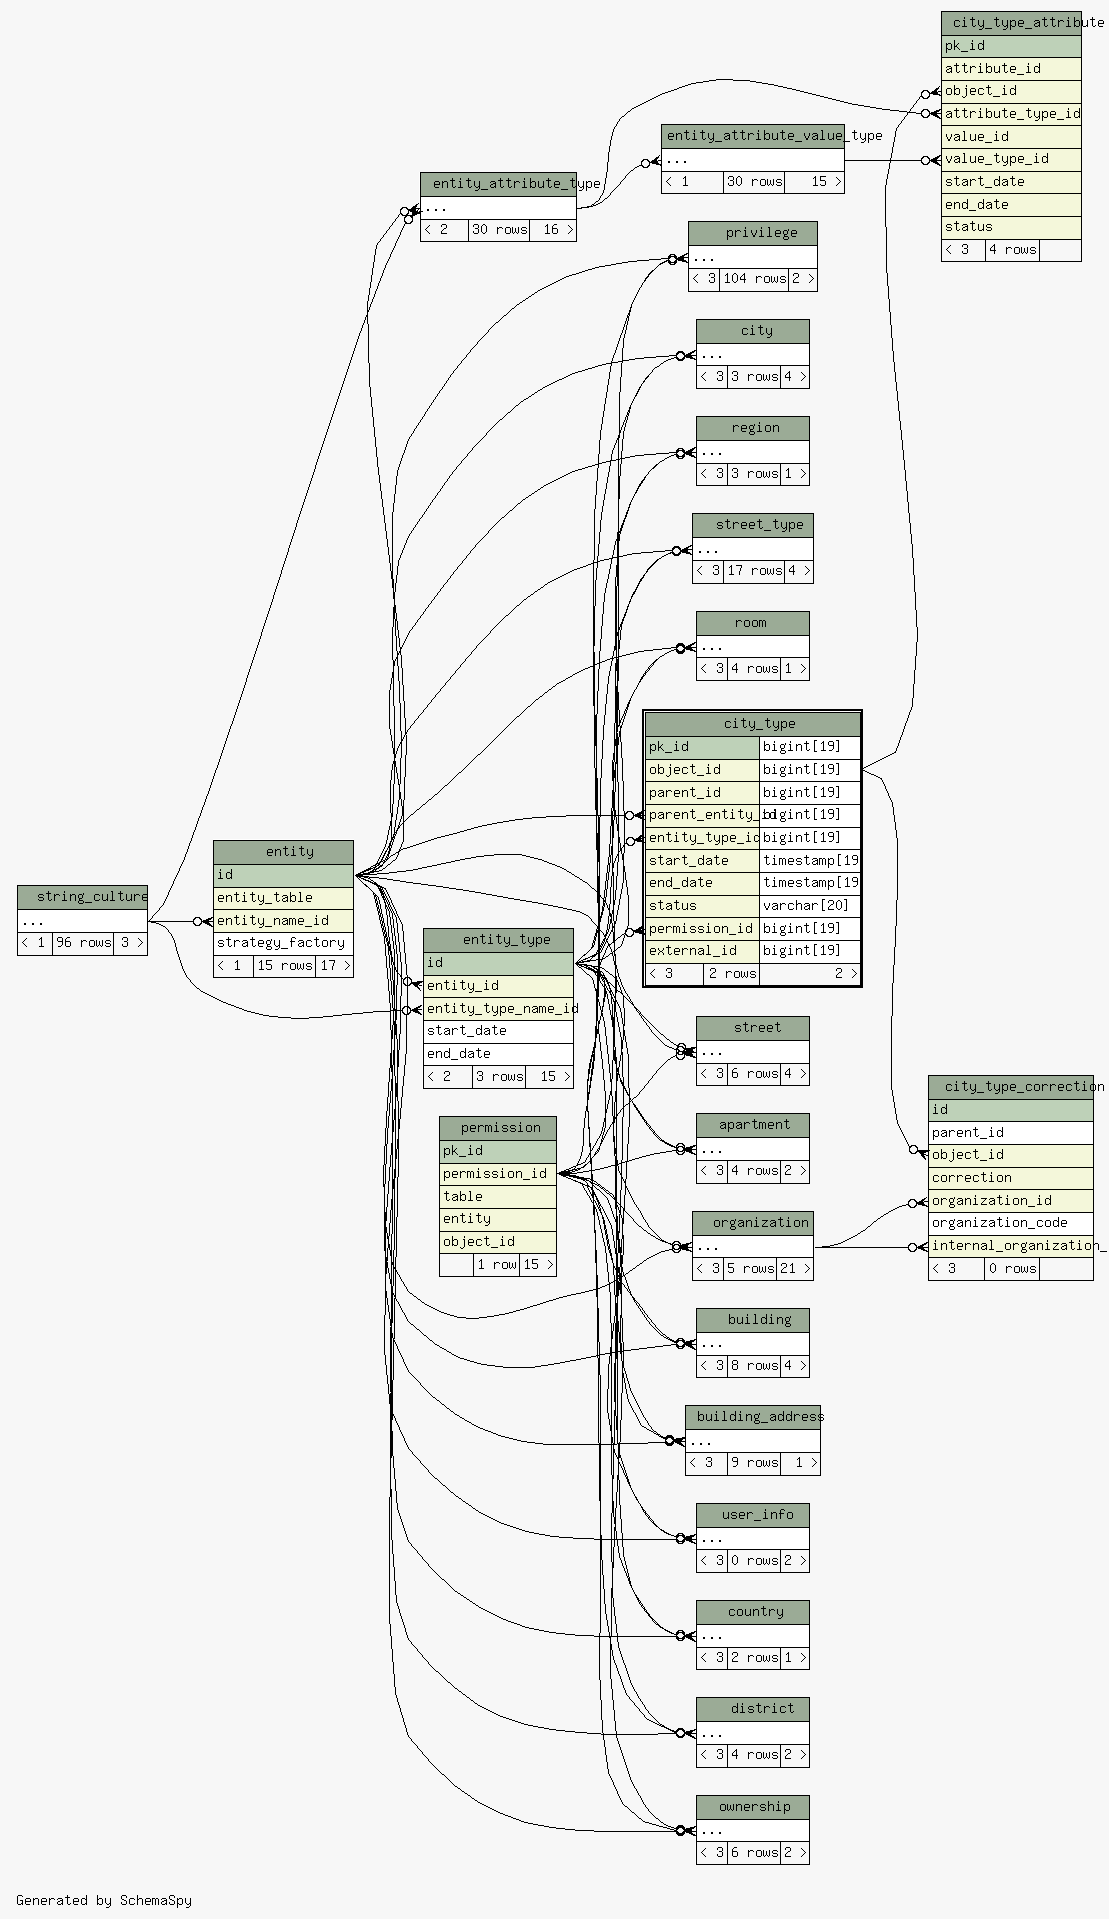 city_type_attribute
pk_id
attribute_id
object_id
attribute_type_id
value_id
value_type_id
start_date
end_date
status
< 3 4 rows
entity_attribute_value_type
...
< 1 30 rows 15 >
entity_attribute_type
...
< 2 30 rows 16 >
privilege
...
< 3 104 rows 2 >
city
...
< 3 3 rows 4 >
region
...
< 3 3 rows 1 >
street_type
...
< 3 17 rows 4 >
room
...
< 3 4 rows 1 >
city_type
pk_id bigint[19]
object_id bigint[19]
parent_id bigint[19]
parent_entity_id bigint[19]
entity_type_id bigint[19]
start_date timestamp[19
end_date timestamp[19
status varchar[20]
permission_id bigint[19]
external_id bigint[19]
< 3 2 rows 2 >
entity
id
entity_table
entity_name_id
strategy_factory
< 1 15 rows 17 >
string_culture
...
< 1 96 rows 3 >
entity_type
id
entity_id
entity_type_name_id
start_date
end_date
< 2 3 rows 15 >
permission
pk_id
permission_id
table
entity
object_id
1 row 15 >
street
...
< 3 6 rows 4 >
apartment
...
< 3 4 rows 2 >
organization
...
< 3 5 rows 21 >
city_type_correction
id
parent_id
object_id
correction
organization_id
organization_code
internal_organization_
< 3 0 rows
building
...
< 3 8 rows 4 >
building_address
...
< 3 9 rows 1 >
user_info
...
< 3 0 rows 2 >
country
...
< 3 2 rows 1 >
district
...
< 3 4 rows 2 >
ownership
...
< 3 6 rows 2 >
Generated by SchemaSpy